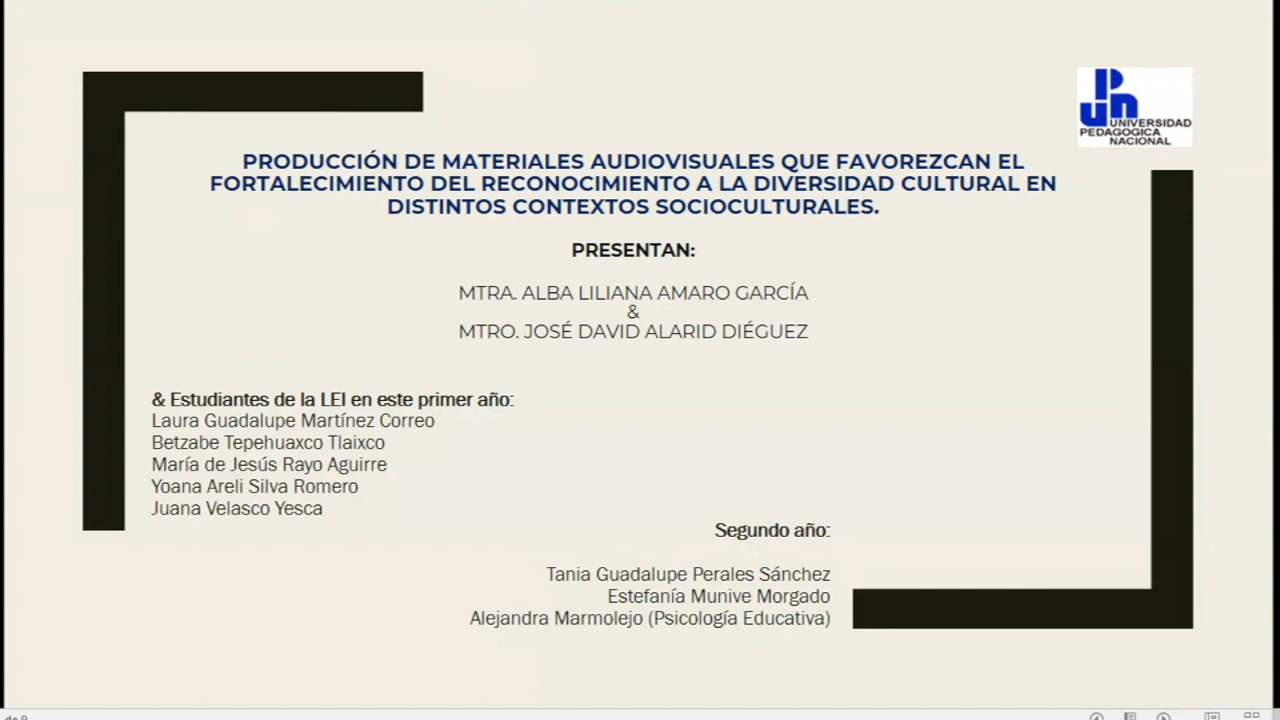 UNIVERSIDAD
PEDAGOGICA
NACIONAL
PRODUCCIÓN DE MATERIALES AUDIOVISUALES QUE FAVOREZCAN EL
FORTALECIMIENTO DEL RECONOCIMIENTO A LA DIVERSIDAD CULTURAL EN
DISTINTOS CONTEXTOS SOCIOCULTURALES.
PRESENTAN:
MTRA. ALBA LILIANA AMARO GARCÍA
&
MTRO. JOSÉ DAVID ALARID DIÉGUEZ
& Estudiantes de la LEI en este primer año:
Laura Guadalupe Martínez Correo
Betzabe Tepehuaxco Tlaixco
María de Jesús Rayo Aguirre
Yoana Areli Silva Romero
Juana Velasco Yesca
Segundo año:
Tania Guadalupe Perales Sánchez
Estefanía Munive Morgado
Alejandra Marmolejo (Psicología Educativa)